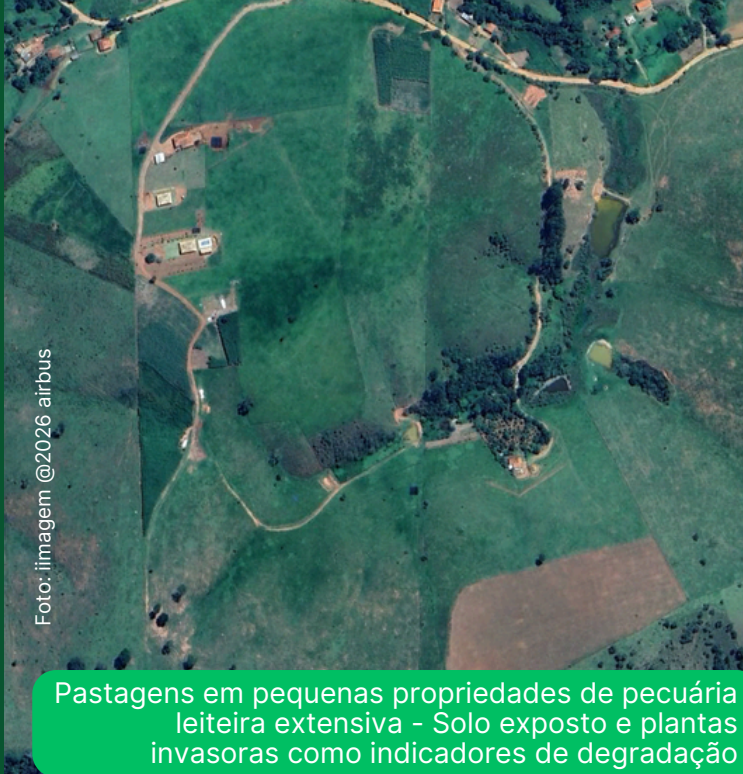 Foto: iimagem @2026 airbus
Pastagens em pequenas propriedades de pecuária
leiteira extensiva - Solo exposto e plantas
invasoras como indicadores de degradação